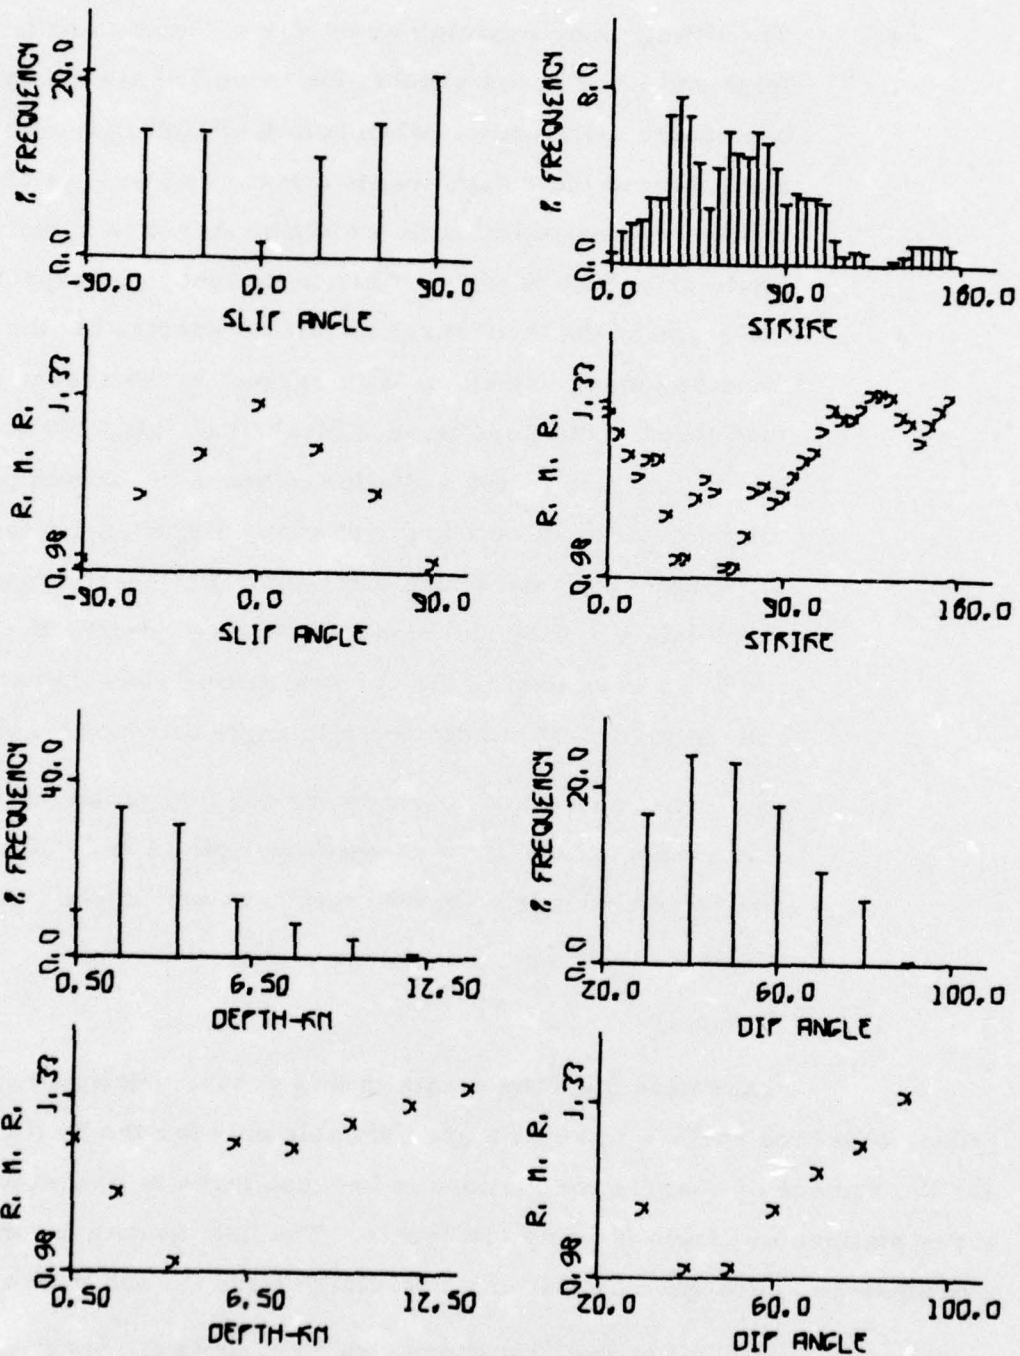 % FREQUENCY
20.0
0.0
-90.0 0.0 90.0
SLIP ANGLE
% FREQUENCY
8.0
0.0
0.0 90.0 180.0
STRIKE
R. M. R.
1.37
0.98
-90.0 0.0 90.0
SLIP ANGLE
R. M. R.
1.37
0.98
0.0 90.0 180.0
STRIKE
% FREQUENCY
40.0
0.0
0.50 6.50 12.50
DEPTH-KM
% FREQUENCY
20.0
0.0
20.0 60.0 100.0
DIP ANGLE
R. M. R.
1.37
0.98
0.50 6.50 12.50
DEPTH-KM
R. M. R.
1.37
0.98
20.0 60.0 100.0
DIP ANGLE